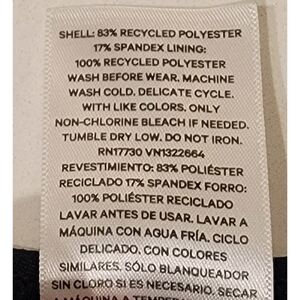 SHELL: 83% RECYCLED POLYESTER
17% SPANDEX LINING:
100% RECYCLED POLYESTER
WASH BEFORE WEAR. MACHINE
WASH COLD. DELICATE CYCLE.
WITH LIKE COLORS. ONLY
NON-CHLORINE BLEACH IF NEEDED.
TUMBLE DRY LOW. DO NOT IRON.
RN17730 VN1322664
REVESTIMIENTO: 83% POLIÉSTER
RECICLADO 17% SPANDEX FORRO:
100% POLIÉSTER RECICLADO
LAVAR ANTES DE USAR. LAVAR A
MÁQUINA CON AGUA FRÍA. CICLO
DELICADO. CON COLORES
SIMILARES. SÓLO BLANQUEADOR
SIN CLORO SI ES NECESARIO. SECAR
A MÁQUINA A